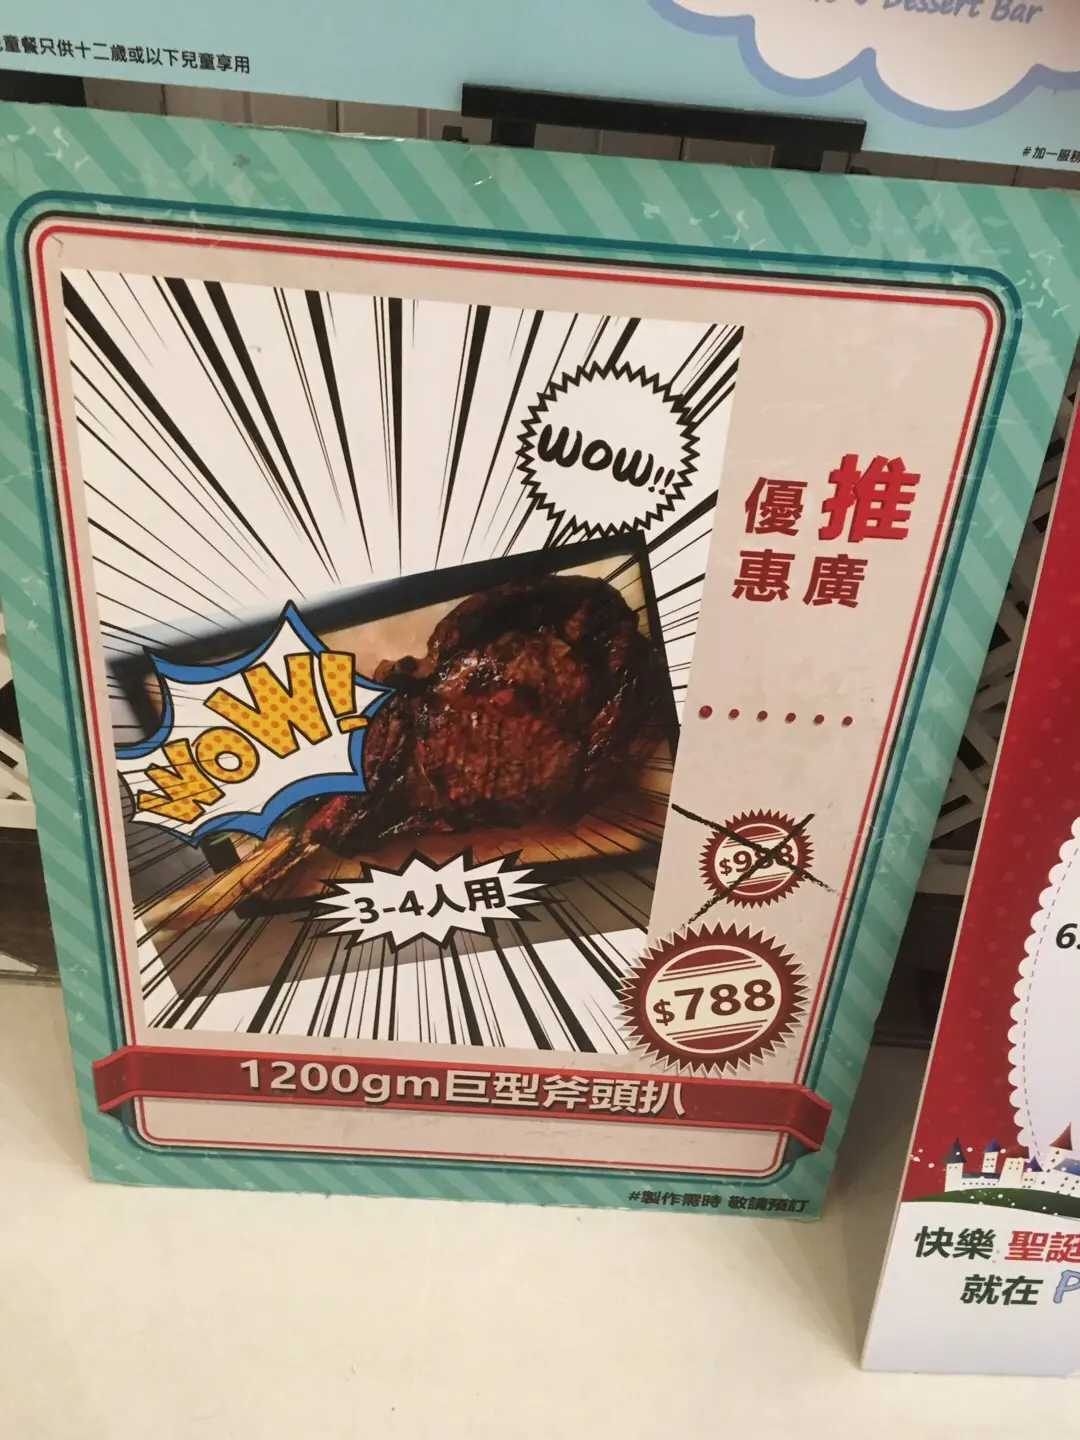 Dessert Bar
童餐只供十二歲或以下兒童享用
#加一服務
WOW!!
推廣
優惠
WOW!
3-4人用
$988
$788
1200gm巨型斧頭扒
#製作需時 敬請預訂
6
快樂 聖誕
就在 P